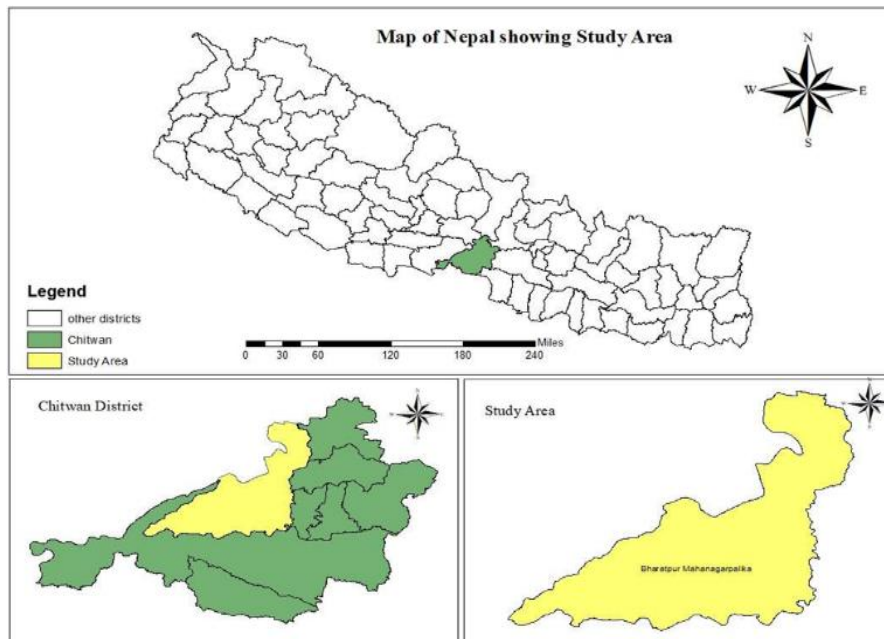 Map of Nepal showing Study Area
N
W E
S
Legend
other districts
Chitwan
Study Area
Miles
0 15 30 60 120 180 240
Chitwan District
Study Area
Bharatpur Mahanagarpalika